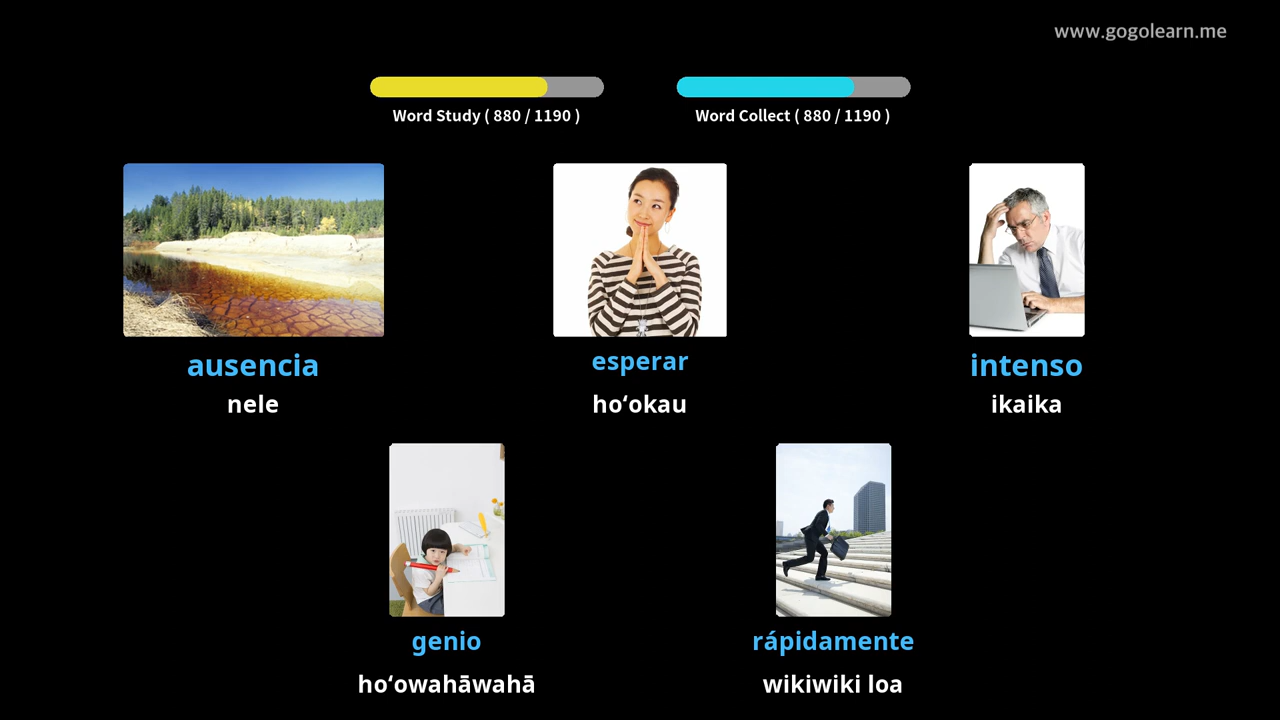 www.gogolearn.me
Word Study ( 880 / 1190 )
Word Collect ( 880 / 1190 )
ausencia
nele
esperar
hoʻokau
intenso
ikaika
genio
hoʻowahāwahā
rápidamente
wikiwiki loa